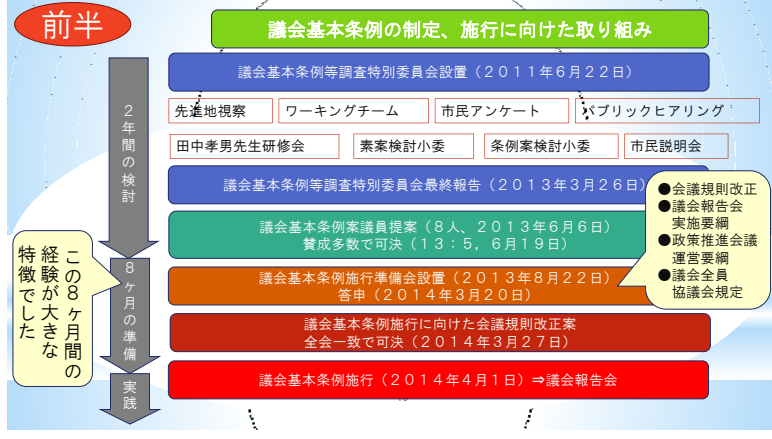 前半
議会基本条例の制定、施行に向けた取り組み
２年間の検討
議会基本条例等調査特別委員会設置（２０１１年６月２２日）
先進地視察
ワーキングチーム
市民アンケート
パブリックヒアリング
田中孝男先生研修会
素案検討小委
条例案検討小委
市民説明会
議会基本条例等調査特別委員会最終報告（２０１３年３月２６日）
議会基本条例案議員提案（８人、２０１３年６月６日）
賛成多数で可決（１３：５，６月１９日）
●会議規則改正
●議会報告会
実施要綱
●政策推進会議
運営要綱
●議会全員
協議会規定
この８ヶ月間の
経験が大きな
特徴でした
８ヶ月の準備
議会基本条例施行準備会設置（２０１３年８月２２日）
答申（２０１４年３月２０日）
議会基本条例施行に向けた会議規則改正案
全会一致で可決（２０１４年３月２７日）
実践
議会基本条例施行（２０１４年４月１日）⇒議会報告会